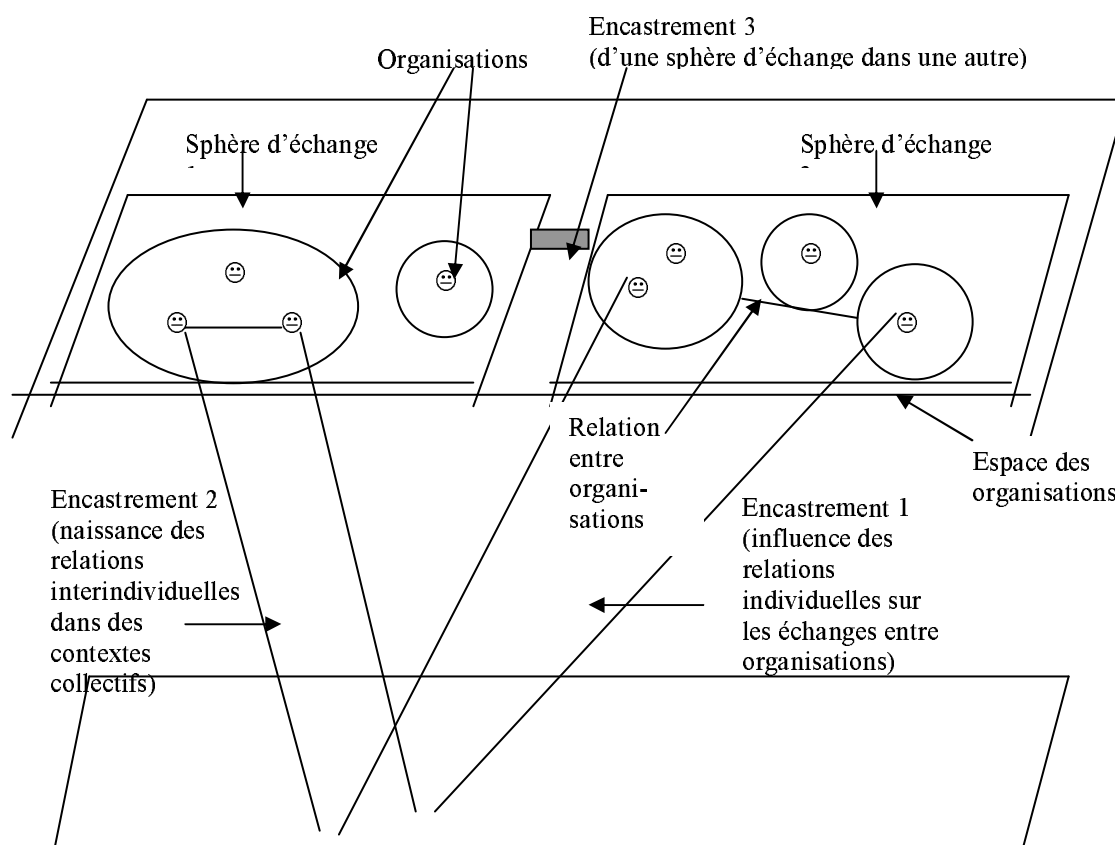 Encastrement 3
(d'une sphère d'échange dans une autre)
Organisations
Sphère d'échange
Sphère d'échange
Relation
entre
organi-
sations
Espace des
organisations
Encastrement 2
(naissance des
relations
interindividuelles
dans des
contextes
collectifs)
Encastrement 1
(influence des
relations
individuelles sur
les échanges entre
organisations)